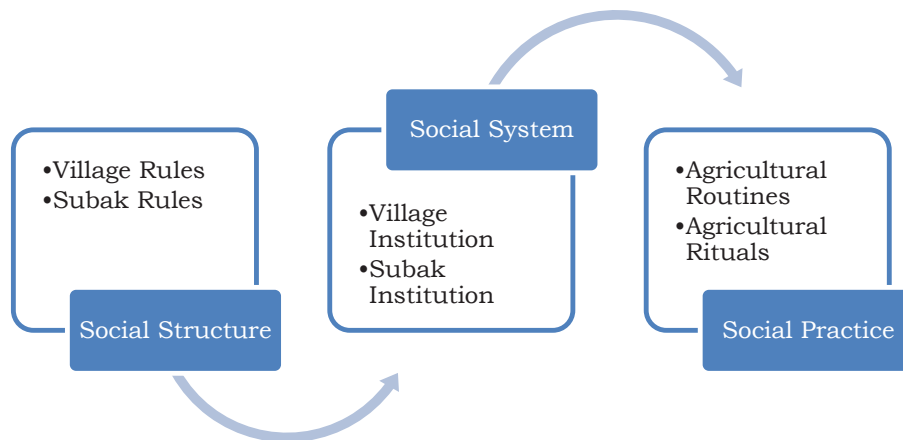 •Village Rules
•Subak Rules
Social Structure
Social System
•Village
Institution
•Subak
Institution
•Agricultural
Routines
•Agricultural
Rituals
Social Practice